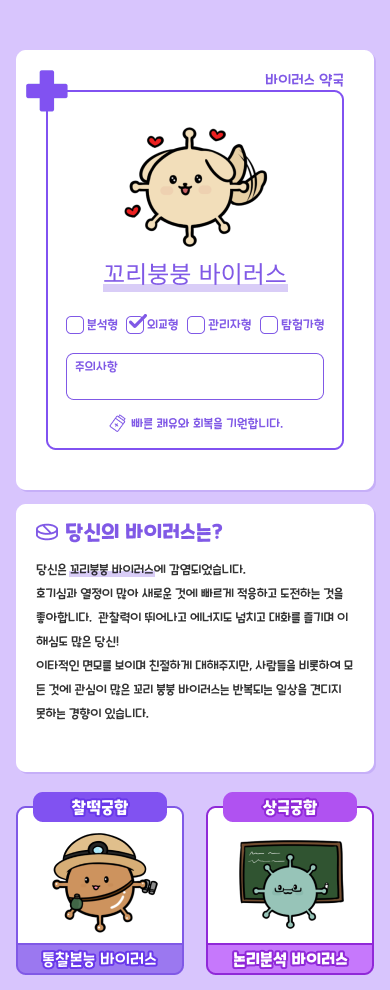 바이러스 약국
꼬리붕붕 바이러스
분석형 외교형 관리자형 탐험가형
주의사항
빠른 쾌유와 회복을 기원합니다.
당신의 바이러스는?
당신은 꼬리붕붕 바이러스에 감염되었습니다.
호기심과 열정이 많아 새로운 것에 빠르게 적응하고 도전하는 것을
좋아합니다. 관찰력이 뛰어나고 에너지도 넘치고 대화를 즐기며 이
해심도 많은 당신!!
이타적인 면모를 보이며 친절하게 대해주지만, 사람들을 비롯하여 모
든 것에 관심이 많은 꼬리 붕붕 바이러스는 반복되는 일상을 견디지
못하는 경향이 있습니다.
찰떡궁합 상극궁합
통찰본능 바이러스 논리분석 바이러스